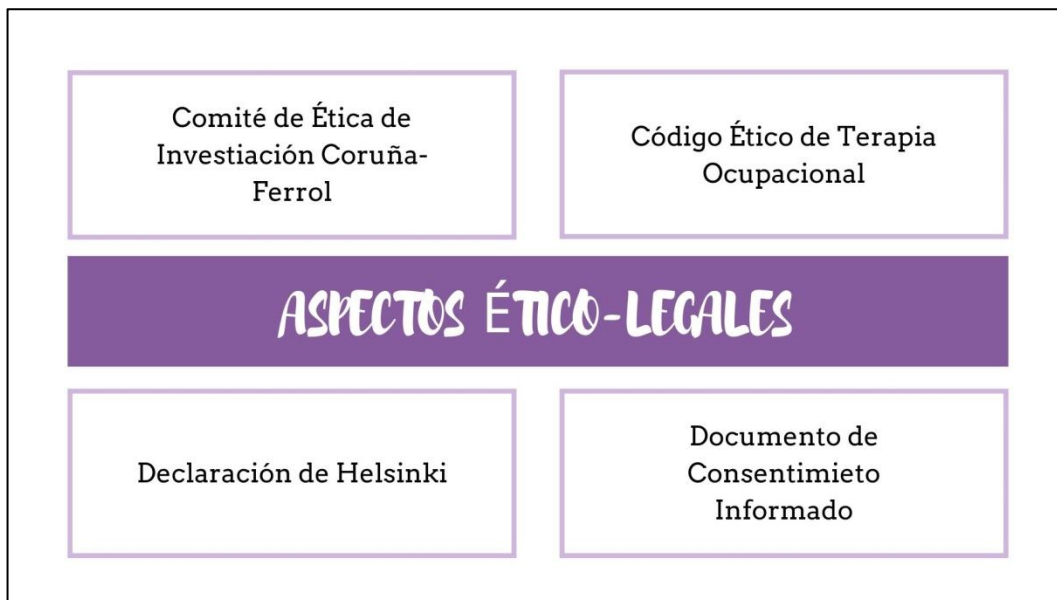 Comité de Ética de
Investiación Coruña-
Ferrol
Código Ético de Terapia
Ocupacional
ASPECTOS ÉTICO-LEGALES
Declaración de Helsinki
Documento de
Consentimieto
Informado